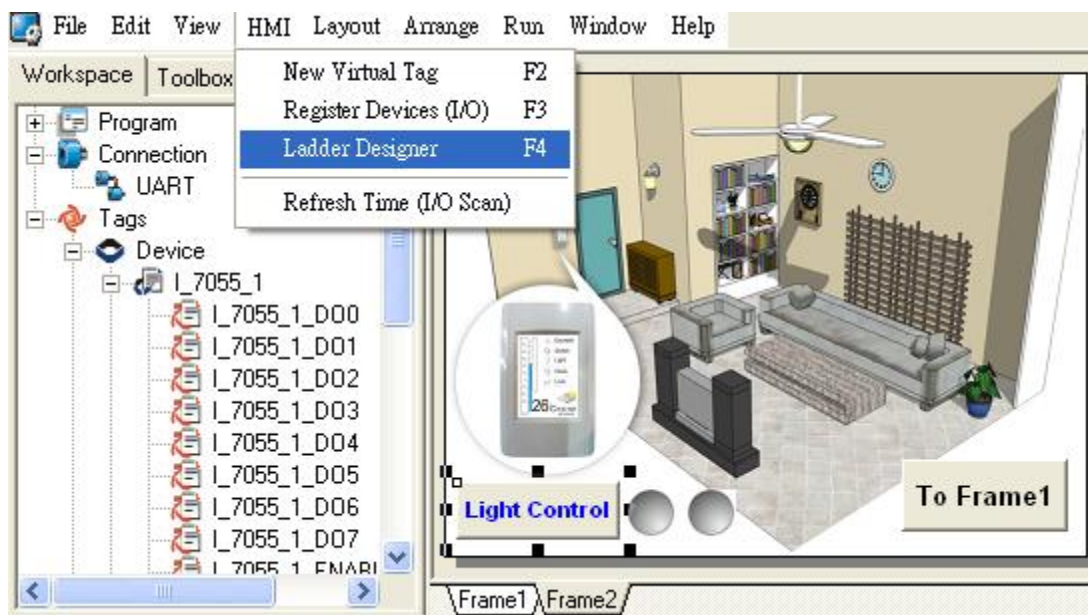 File Edit View HMI Layout Arrange Run Window Help
Workspace Toolbox
New Virtual Tag F2
Register Devices (I/O) F3
Ladder Designer F4
Refresh Time (I/O Scan)
Program
Connection
UART
Tags
Device
I_7055_1
I_7055_1_DO0
I_7055_1_DO1
I_7055_1_DO2
I_7055_1_DO3
I_7055_1_DO4
I_7055_1_DO5
I_7055_1_DO6
I_7055_1_DO7
26
Light Control
To Frame1
Frame1 Frame2